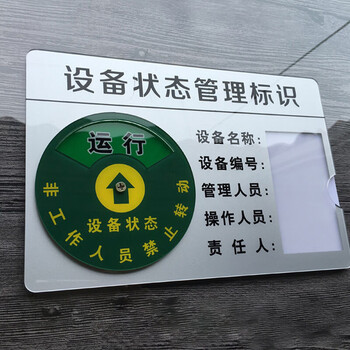 设备状态管理标识
运行
设备状态
非工作人员禁止转动
设备名称:
设备编号:
管理人员:
操作人员:
责任人: